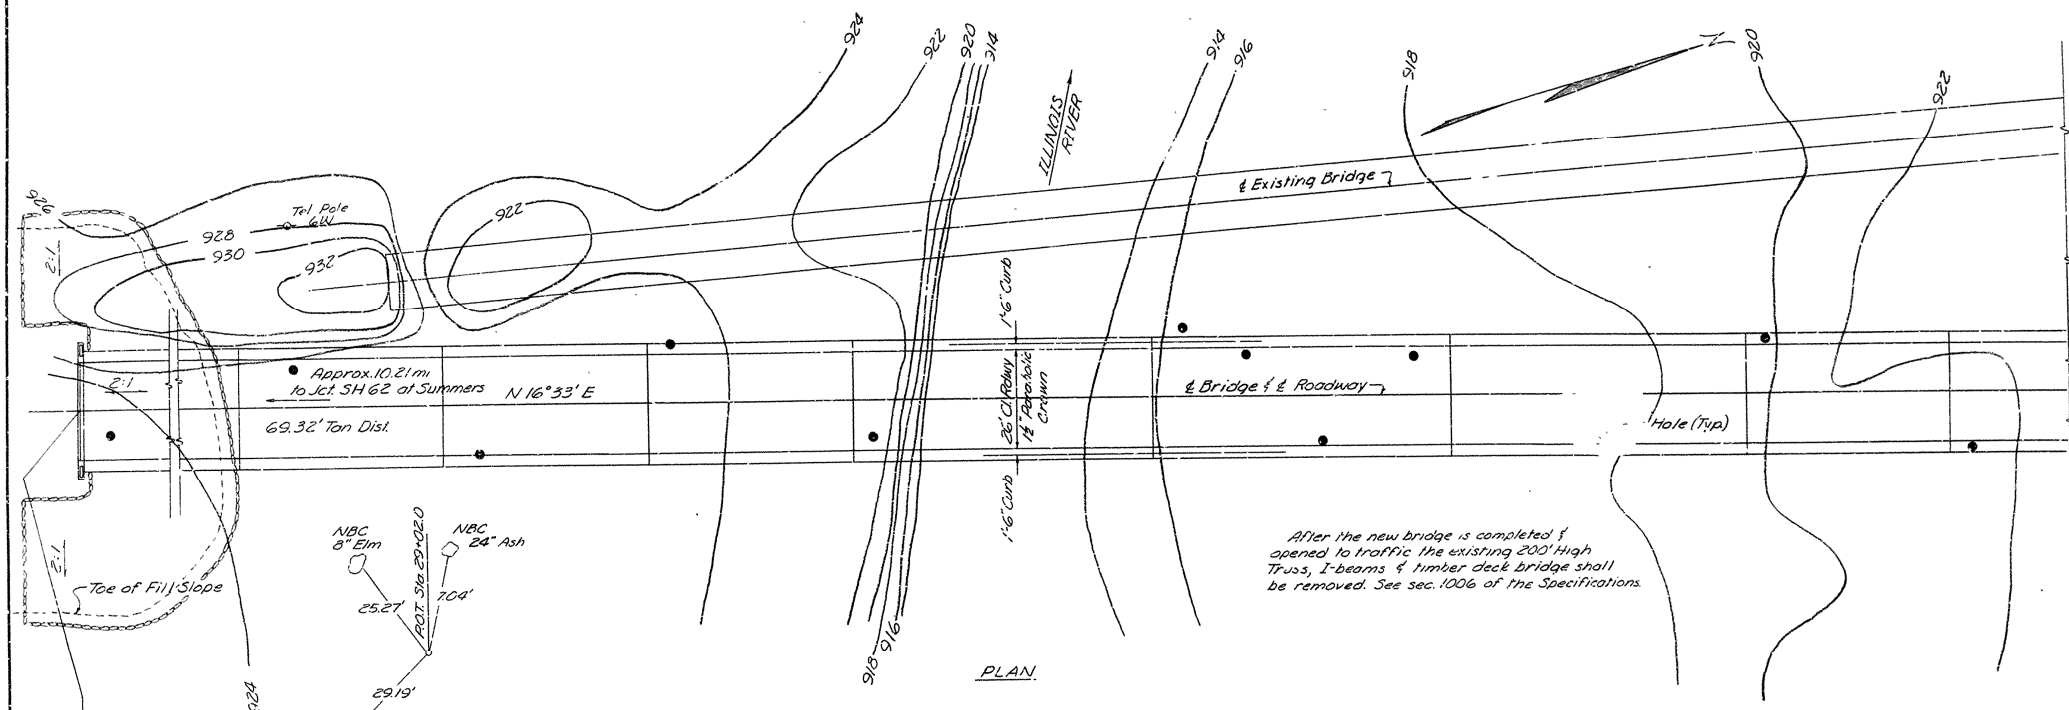 924
922
920
914
914
916
918
N
920
922
ILLINOIS
RIVER
926
2:1
Tel Pole
6W
928
930
932
922
℄ Existing Bridge
1'-6" Curb
26' Cl. Rdwy
1½" Parabolic
Crown
1'-6" Curb
Approx. 10.21 mi
to Jct. SH 62 at Summers
N 16°33' E
69.32' Tan Dist.
2:1
℄ Bridge & ℄ Roadway
Hole (Typ.)
NBC
8" Elm
NBC
24" Ash
P.O.T. Sta. 29+02.0
25.27'
7.04'
29.19'
2:1
Toe of Fill Slope
924
918
916
After the new bridge is completed &
opened to traffic the existing 200' High
Truss, I-beams & timber deck bridge shall
be removed. See sec. 1006 of the Specifications.
PLAN